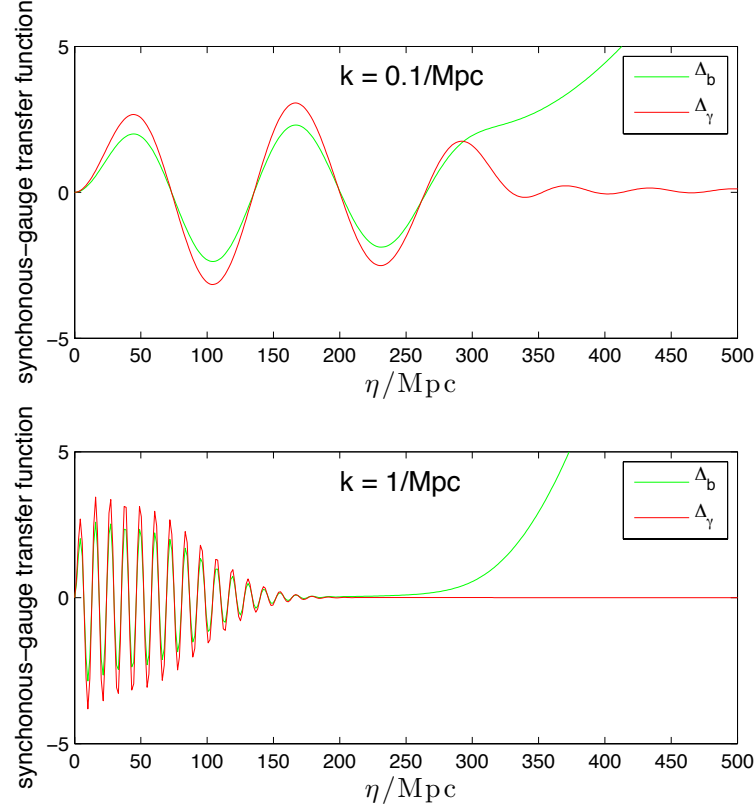 synchonous−gauge transfer function
5
0
−5
k = 0.1/Mpc
Δb
Δγ
0 50 100 150 200 250 300 350 400 450 500
η/Mpc
synchonous−gauge transfer function
5
0
−5
k = 1/Mpc
Δb
Δγ
0 50 100 150 200 250 300 350 400 450 500
η/Mpc